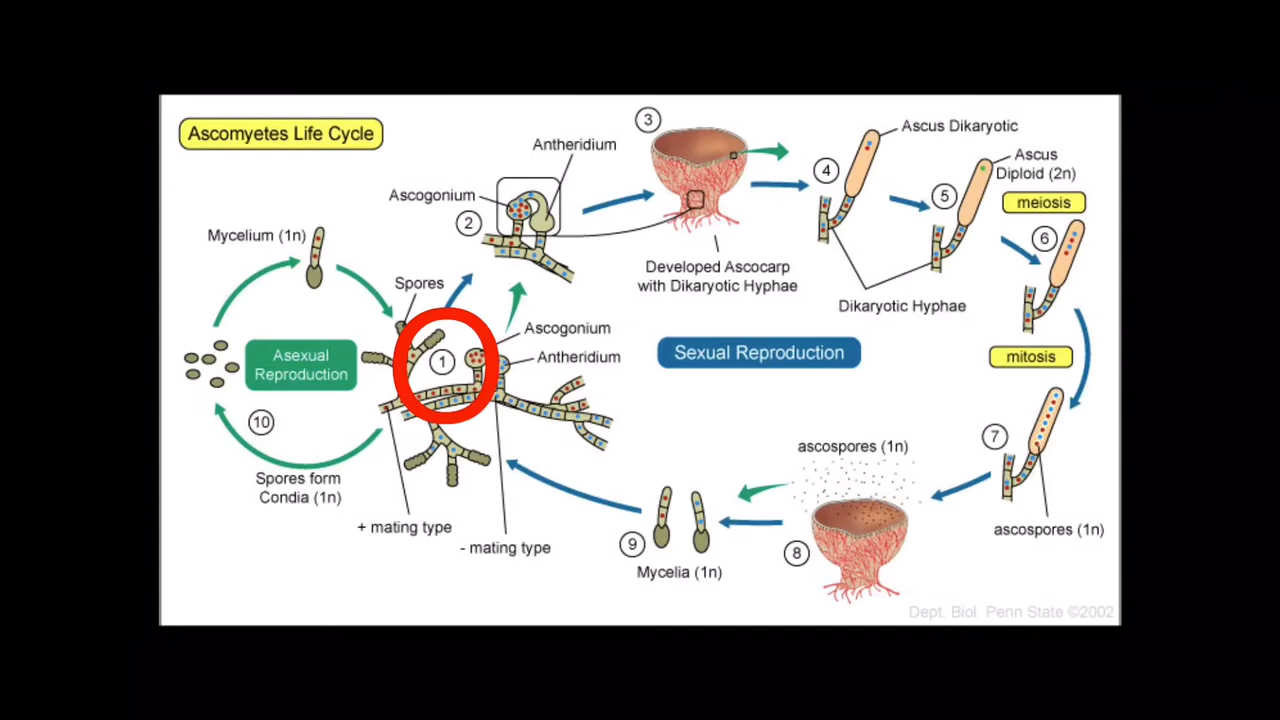 Ascomyetes Life Cycle
Antheridium
Ascogonium
2
3
4
Ascus Dikaryotic
5
Ascus
Diploid (2n)
meiosis
6
Mycelium (1n)
Spores
Developed Ascocarp
with Dikaryotic Hyphae
Dikaryotic Hyphae
Asexual
Reproduction
1
Ascogonium
Antheridium
Sexual Reproduction
mitosis
10
Spores form
Condia (1n)
+ mating type
- mating type
9
Mycelia (1n)
8
ascospores (1n)
7
ascospores (1n)
Dept. Biol. Penn State ©2002